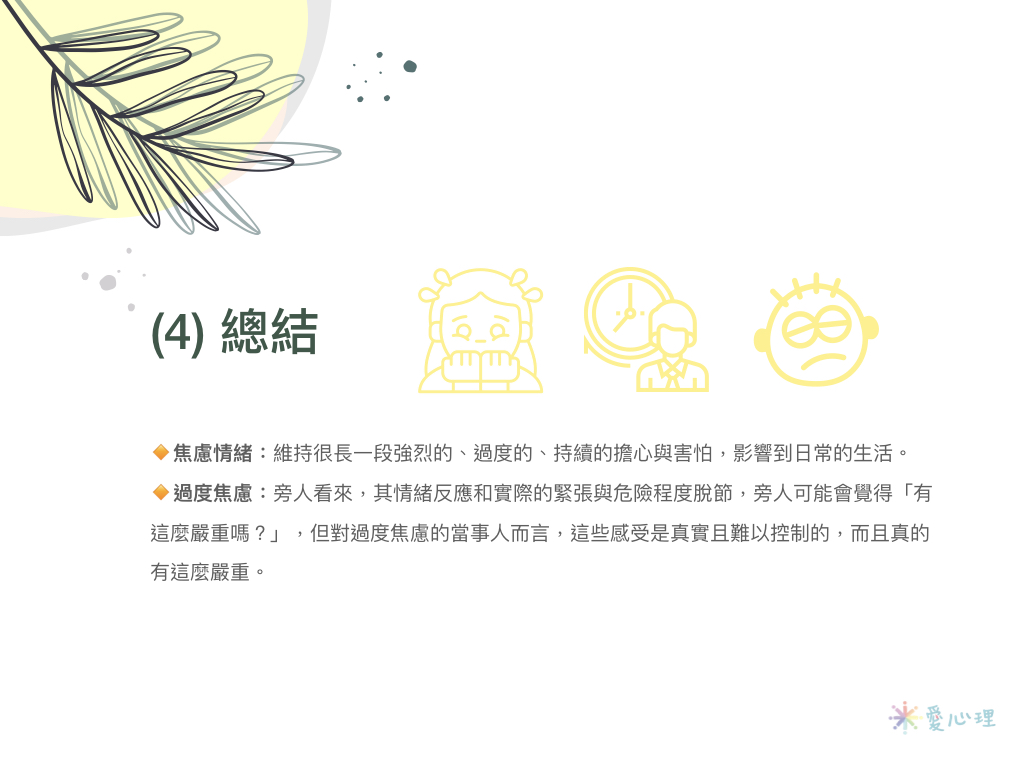 (4) 總結
🔸焦慮情緒：維持很長一段強烈的、過度的、持續的擔心與害怕，影響到日常的生活。
🔸過度焦慮：旁人看來，其情緒反應和實際的緊張與危險程度脫節，旁人可能會覺得「有
這麼嚴重嗎？」，但對過度焦慮的當事人而言，這些感受是真實且難以控制的，而且真的
有這麼嚴重。
愛心理